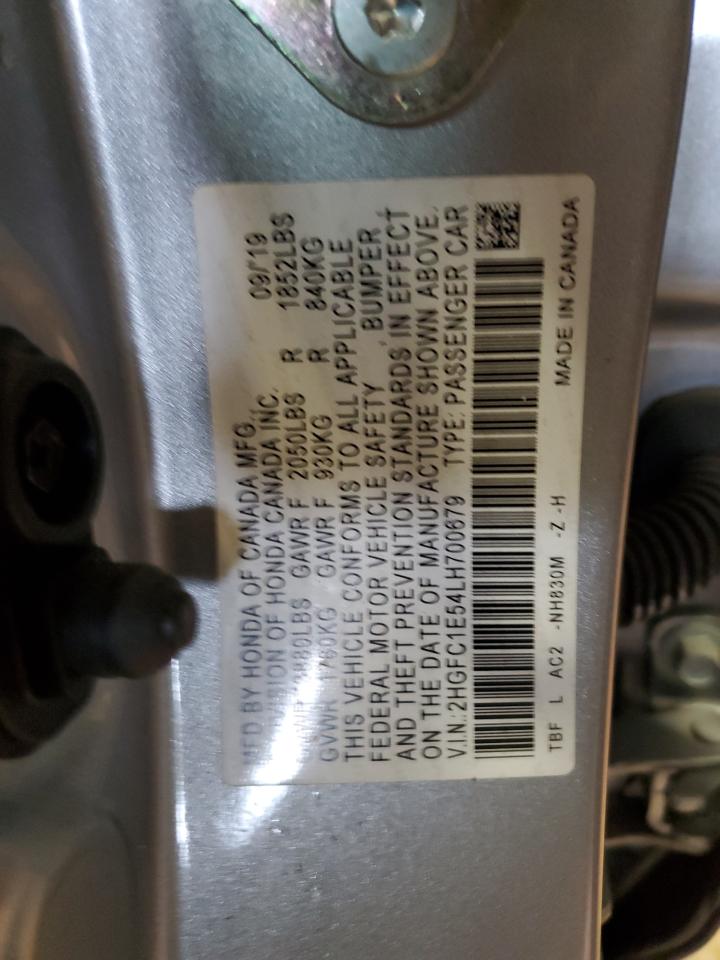 MFD BY HONDA OF CANADA MFG., 09/'19
OF HONDA CANADA INC.
GAWR F 2050LBS R 1852LBS
GVWR 1760KG GAWR F 930KG R 840KG
THIS VEHICLE CONFORMS TO ALL APPLICABLE
FEDERAL MOTOR VEHICLE SAFETY, BUMPER,
AND THEFT PREVENTION STANDARDS IN EFFECT
ON THE DATE OF MANUFACTURE SHOWN ABOVE.
V.I.N.:2HGFC1E54LH700679 TYPE: PASSENGER CAR
MADE IN CANADA
TBF L AC2 -NH830M -Z -H